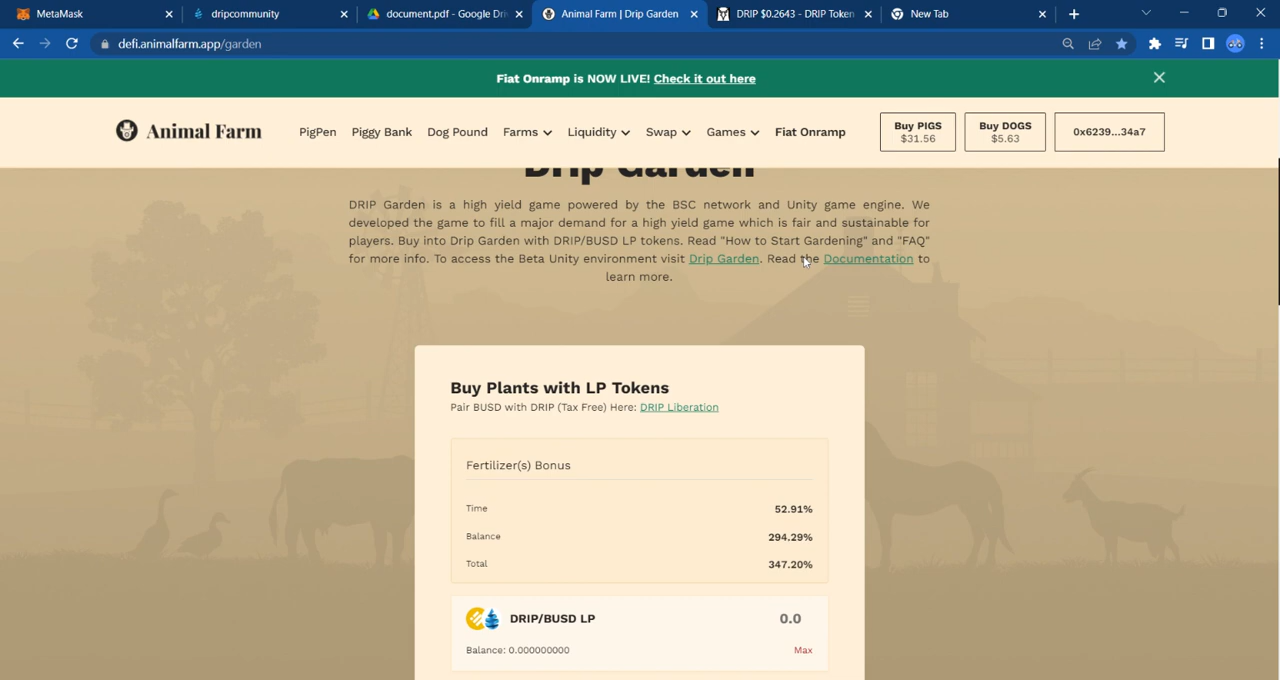 MetaMask
dripcommunity
document.pdf - Google Dri
Animal Farm | Drip Garden
DRIP $0.2643 - DRIP Token
New Tab
defi.animalfarm.app/garden
Fiat Onramp is NOW LIVE! Check it out here
Animal Farm
PigPen
Piggy Bank
Dog Pound
Farms
Liquidity
Swap
Games
Fiat Onramp
Buy PIGS
$31.56
Buy DOGS
$5.63
0x6239...34a7
Drip Garden
DRIP Garden is a high yield game powered by the BSC network and Unity game engine. We
developed the game to fill a major demand for a high yield game which is fair and sustainable for
players. Buy into Drip Garden with DRIP/BUSD LP tokens. Read "How to Start Gardening" and "FAQ"
for more info. To access the Beta Unity environment visit Drip Garden. Read the Documentation to
learn more.
Buy Plants with LP Tokens
Pair BUSD with DRIP (Tax Free) Here: DRIP Liberation
Fertilizer(s) Bonus
Time 52.91%
Balance 294.29%
Total 347.20%
DRIP/BUSD LP 0.0
Balance: 0.000000000 Max